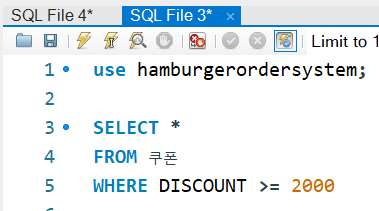 SQL File 4* SQL File 3* ×
Limit to 1
1 use hamburgerordersystem;
2
3 SELECT *
4 FROM 쿠폰
5 WHERE DISCOUNT >= 2000